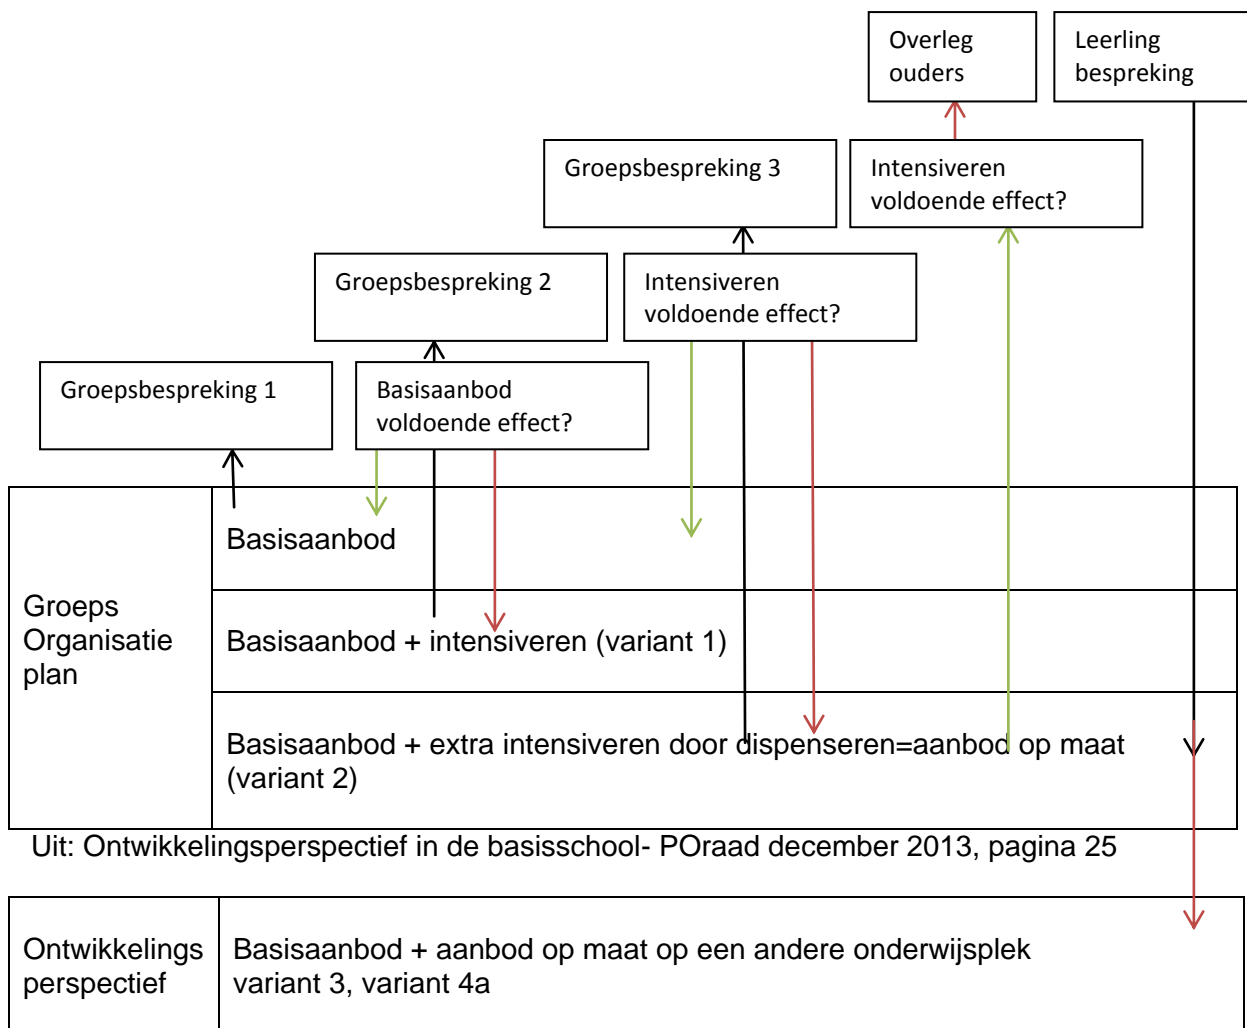 Overleg
ouders
Leerling
bespreking
Groepsbespreking 3
Intensiveren
voldoende effect?
Groepsbespreking 2
Intensiveren
voldoende effect?
Groepsbespreking 1
Basisaanbod
voldoende effect?
Groeps
Organisatie
plan
Basisaanbod
Basisaanbod + intensiveren (variant 1)
Basisaanbod + extra intensiveren door dispenseren=aanbod op maat
(variant 2)
Uit: Ontwikkelingsperspectief in de basisschool- POraad december 2013, pagina 25
Ontwikkelings
perspectief
Basisaanbod + aanbod op maat op een andere onderwijsplek
variant 3, variant 4a